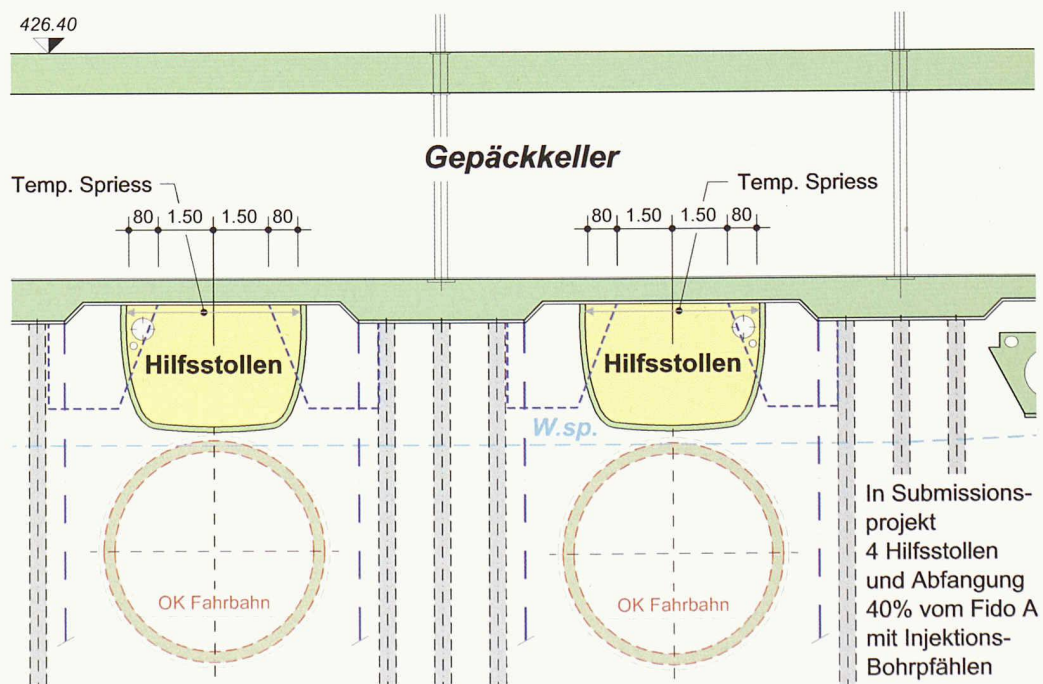 426.40
Gepäckkeller
Temp. Spriess
Temp. Spriess
80 1.50 1.50 80
80 1.50 1.50 80
Hilfsstollen
Hilfsstollen
W.sp.
In Submissions-
projekt
4 Hilfsstollen
und Abfangung
40% vom Fido A
mit Injektions-
Bohrpfählen
OK Fahrbahn
OK Fahrbahn